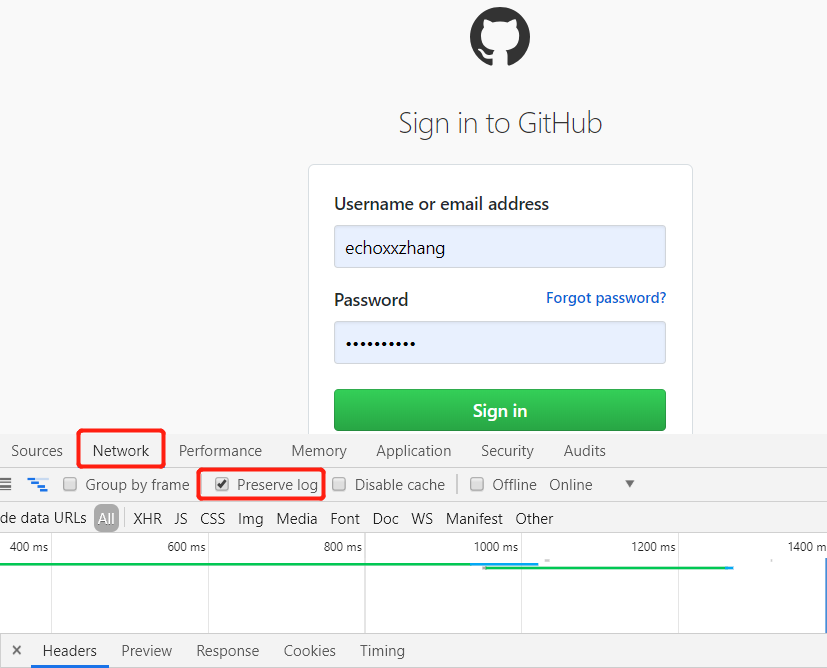 Sign in to GitHub
Username or email address
echoxxzhang
Password Forgot password?
••••••••••
Sign in
Sources Network Performance Memory Application Security Audits
Group by frame Preserve log Disable cache Offline Online
de data URLs All XHR JS CSS Img Media Font Doc WS Manifest Other
400 ms 600 ms 800 ms 1000 ms 1200 ms 1400 m
× Headers Preview Response Cookies Timing